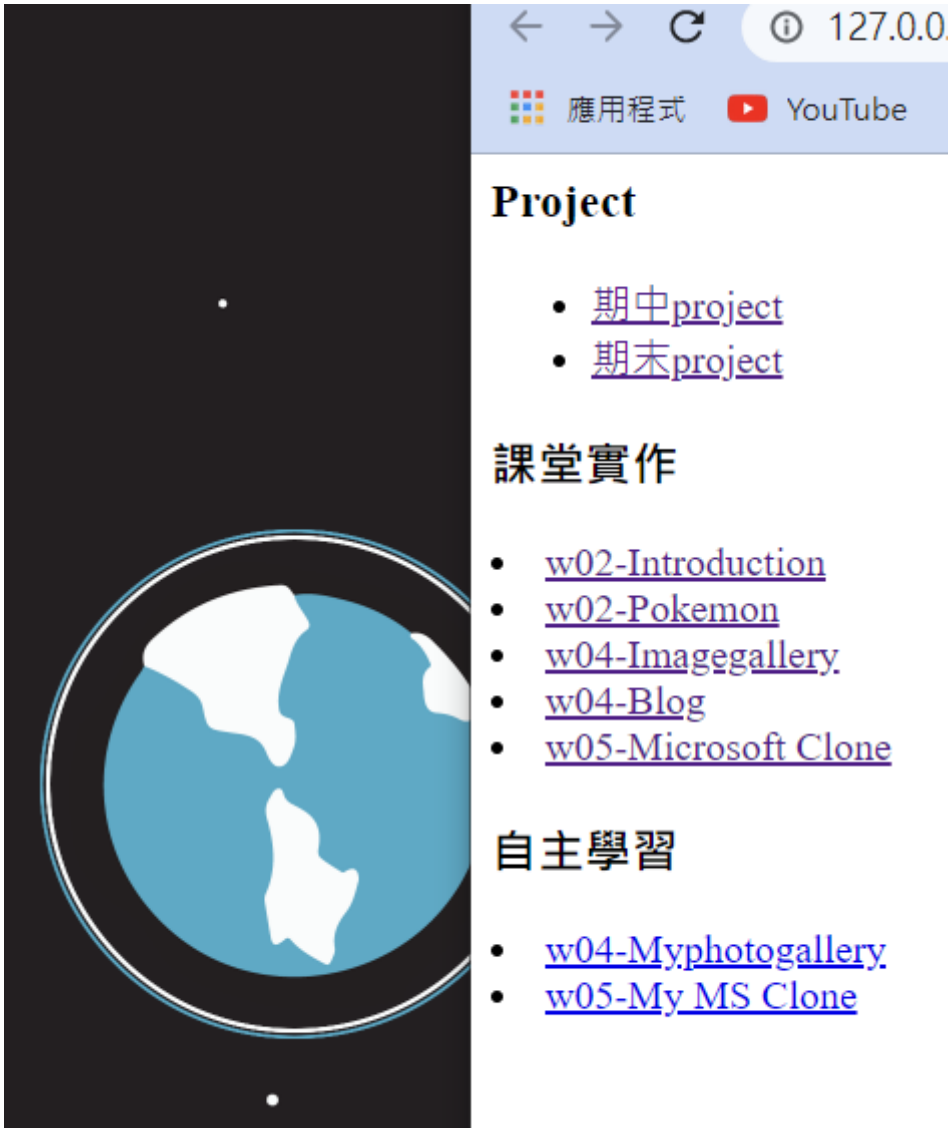 127.0.0.
應用程式 YouTube
Project
期中project
期末project
課堂實作
w02-Introduction
w02-Pokemon
w04-Imagegallery
w04-Blog
w05-Microsoft Clone
自主學習
w04-Myphotogallery
w05-My MS Clone